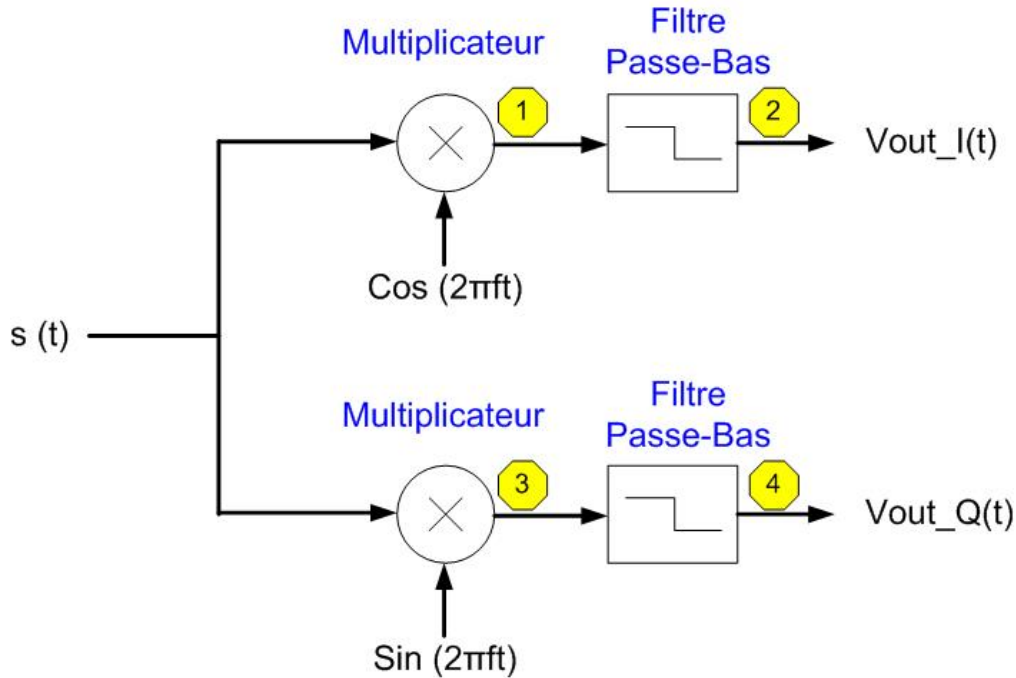 Multiplicateur
Filtre
Passe-Bas
1
2
Vout_I(t)
Cos (2πft)
s (t)
Multiplicateur
Filtre
Passe-Bas
3
4
Vout_Q(t)
Sin (2πft)